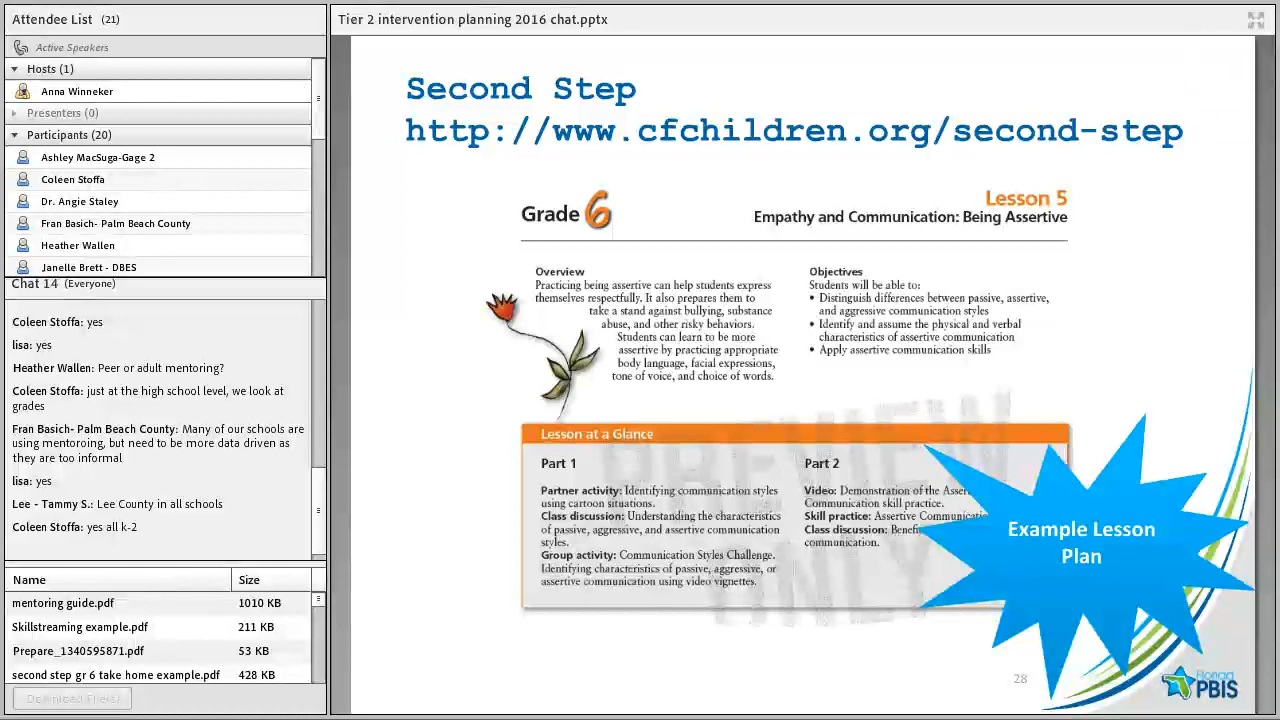 Attendee List (21)
Active Speakers
Hosts (1)
Anna Winneker
Presenters (0)
Participants (20)
Ashley MacSuga-Gage 2
Coleen Stoffa
Dr. Angie Staley
Fran Basich- Palm Beach County
Heather Wallen
Janelle Brett - DBES
Chat 14 (Everyone)
Coleen Stoffa: yes
lisa: yes
Heather Wallen: Peer or adult mentoring?
Coleen Stoffa: just at the high school level, we look at
grades
Fran Basich- Palm Beach County: Many of our schools are
using mentoroing, but need to be more data driven as
they are too informal
lisa: yes
Lee - Tammy S.: Lee County in all schools
Coleen Stoffa: yes all k-2
Name Size
mentoring guide.pdf 1010 KB
Skillstreaming example.pdf 211 KB
Prepare_1340595871.pdf 53 KB
second step gr 6 take home example.pdf 428 KB
Download File(s)
Tier 2 intervention planning 2016 chat.pptx
Second Step
http://www.cfchildren.org/second-step
Grade 6
Lesson 5
Empathy and Communication: Being Assertive
Overview
Practicing being assertive can help students express
themselves respectfully. It also prepares them to
take a stand against bullying, substance
abuse, and other risky behaviors.
Students can learn to be more
assertive by practicing appropriate
body language, facial expressions,
tone of voice, and choice of words.
Objectives
Students will be able to:
• Distinguish differences between passive, assertive,
and aggressive communication styles
• Identify and assume the physical and verbal
characteristics of assertive communication
• Apply assertive communication skills
PREVIEW
ONLY
Lesson at a Glance
Part 1
Partner activity: Identifying communication styles
using cartoon situations.
Class discussion: Understanding the characteristics
of passive, aggressive, and assertive communication
styles.
Group activity: Communication Styles Challenge.
Identifying characteristics of passive, aggressive, or
assertive communication using video vignettes.
Part 2
Video: Demonstration of the Asser
Communication skill practice.
Skill practice: Assertive Communicatio
Class discussion: Benefi
communication.
Example Lesson
Plan
28
Florida
PBIS